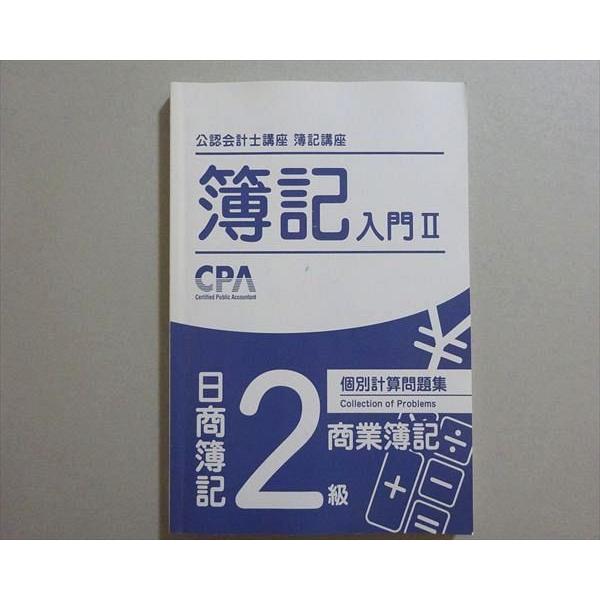 公認会計士講座 簿記講座
簿記 入門 II
CPA
Certified Public Accountant
個別計算問題集
Collection of Problems
日商簿記
2級
商業簿記
¥
÷
+
=